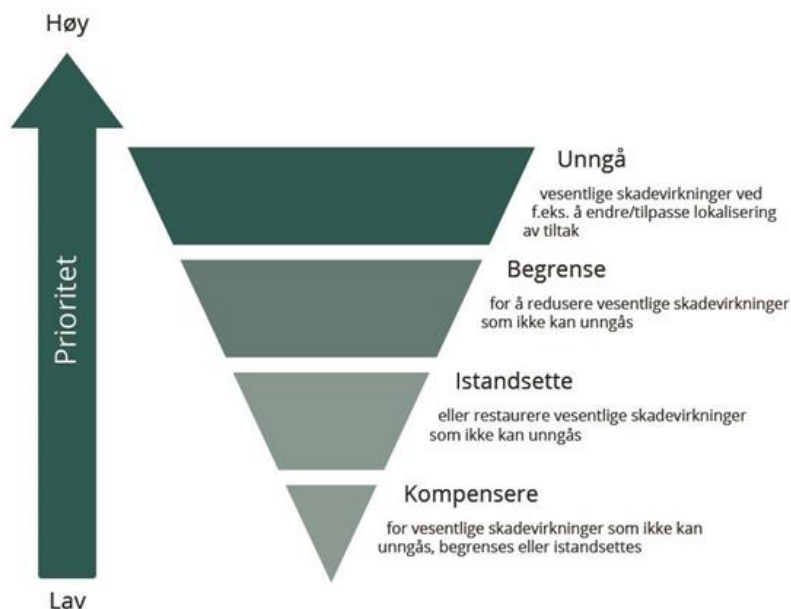 Høy
Prioritet
Unngå
vesentlige skadevirkninger ved
f.eks. å endre/tilpasse lokalisering
av tiltak
Begrense
for å redusere vesentlige skadevirkninger
som ikke kan unngås
Istandsette
eller restaurere vesentlige skadevirkninger
som ikke kan unngås
Kompensere
for vesentlige skadevirkninger som ikke kan
unngås, begrenses eller istandsettes
Lav